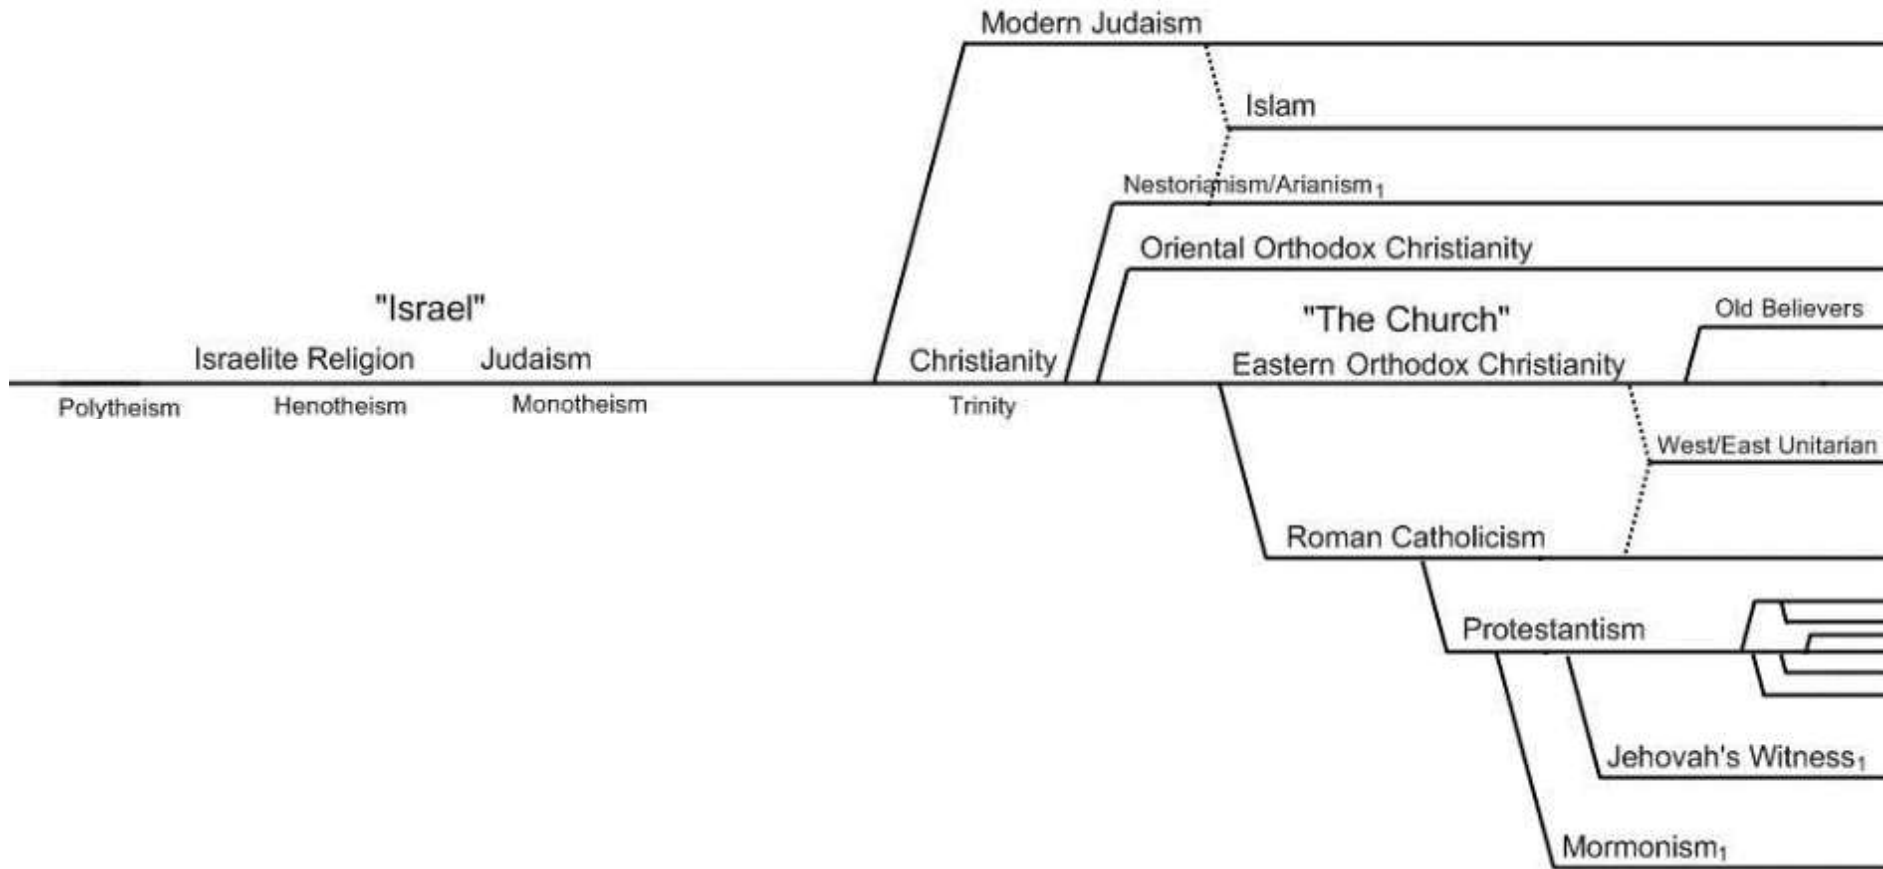 Modern Judaism
Islam
Nestorianism/Arianism₁
Oriental Orthodox Christianity
"Israel"
"The Church"
Old Believers
Israelite Religion
Judaism
Christianity
Eastern Orthodox Christianity
Polytheism
Henotheism
Monotheism
Trinity
West/East Unitarian
Roman Catholicism
Protestantism
Jehovah's Witness₁
Mormonism₁